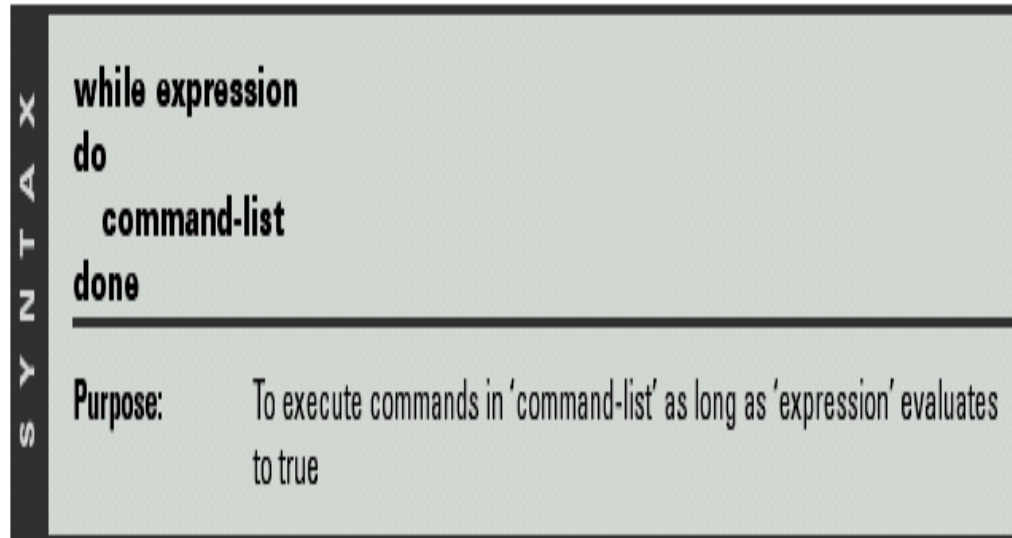 SYNTAX
while expression
do
command-list
done
Purpose: To execute commands in ‘command-list’ as long as ‘expression’ evaluates
to true